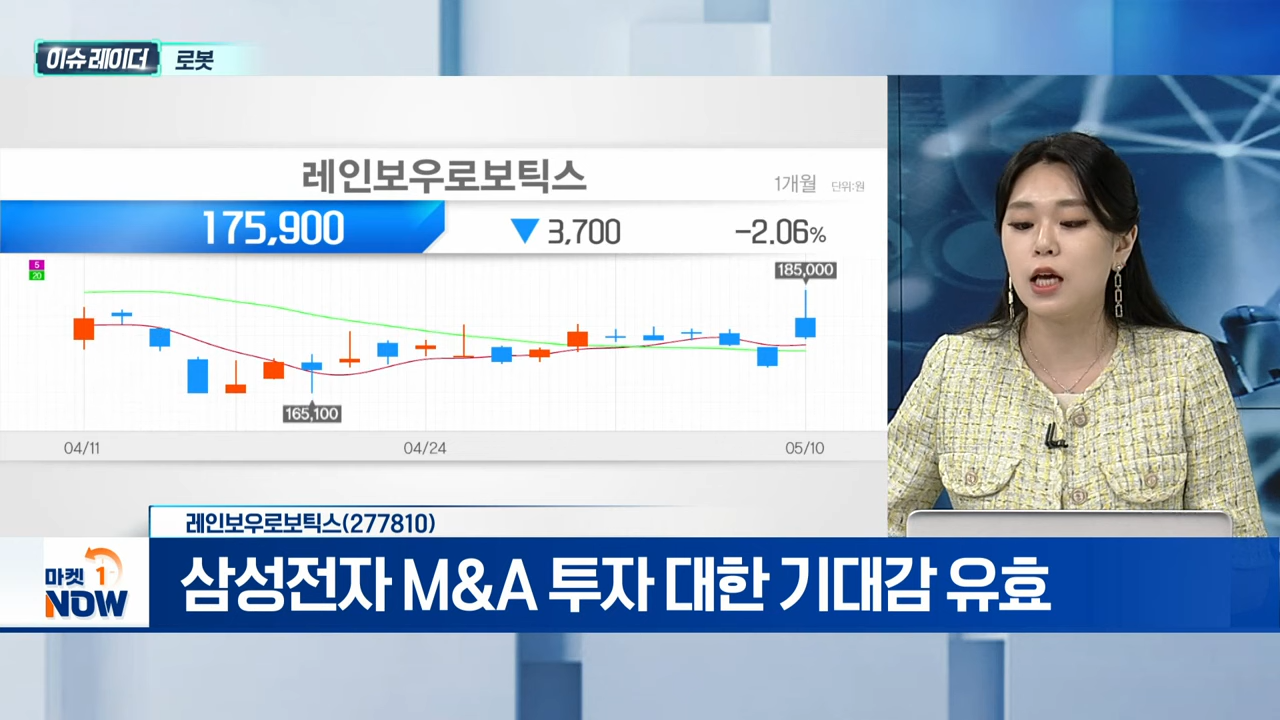 이슈레이더 로봇
레인보우로보틱스
1개월 단위:원
175,900 ▼3,700 -2.06%
5
20
185,000
165,100
04/11 04/24 05/10
레인보우로보틱스(277810)
마켓 1
NOW
삼성전자 M&A 투자 대한 기대감 유효